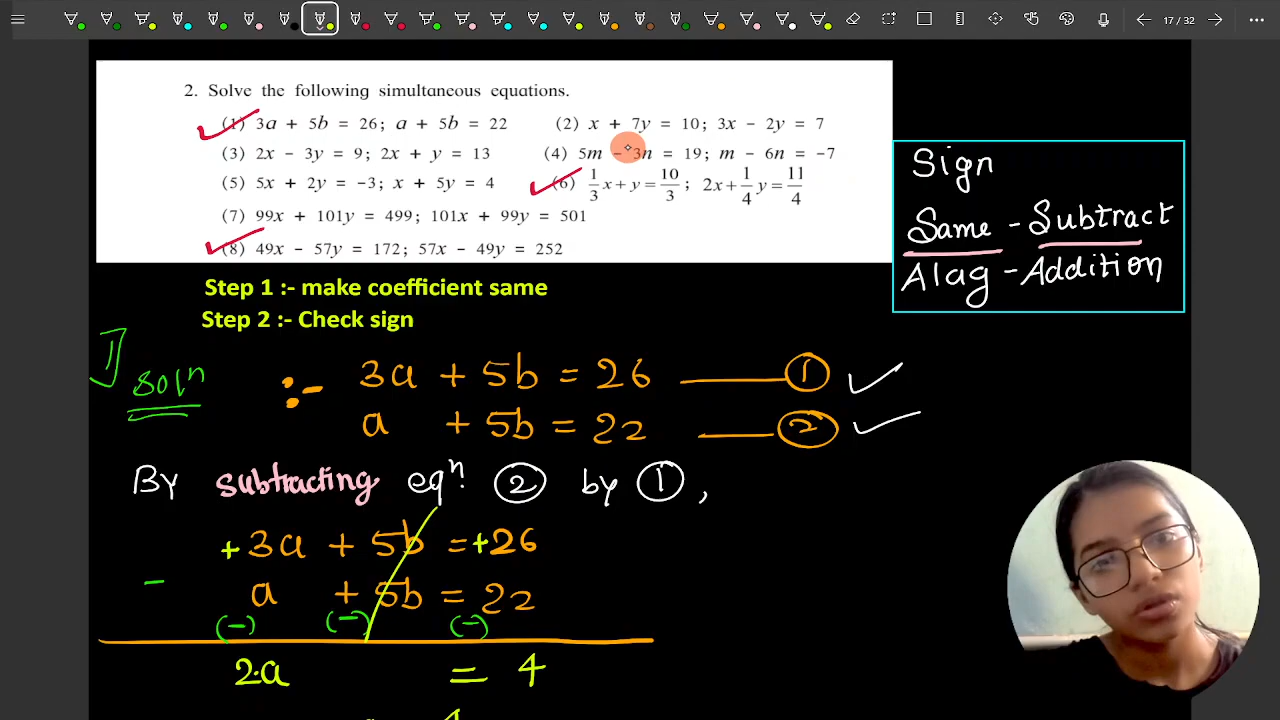 17/33
2. Solve the following simultaneous equations.
(1) 3a + 5b = 26; a + 5b = 22 (2) x + 7y = 10; 3x - 2y = 7
(3) 2x - 3y = 9; 2x + y = 13 (4) 5m - 3n = 19; m - 6n = -7
(5) 5x + 2y = -3; x + 5y = 4 (6) 1/3 x + y = 10/3; 2x + 1/4 y = 11/4
(7) 99x + 101y = 499; 101x + 99y = 501
(8) 49x - 57y = 172; 57x - 49y = 252
Sign
Same - Subtract
Alag - Addition
Step 1 :- make coefficient same
Step 2 :- Check sign
1] soln :- 3a + 5b = 26 —— ①
a + 5b = 22 —— ②
By subtracting eqn ② by ①,
+3a + 5b = +26
- a + 5b = 22
(-) (-) (-)
2a = 4